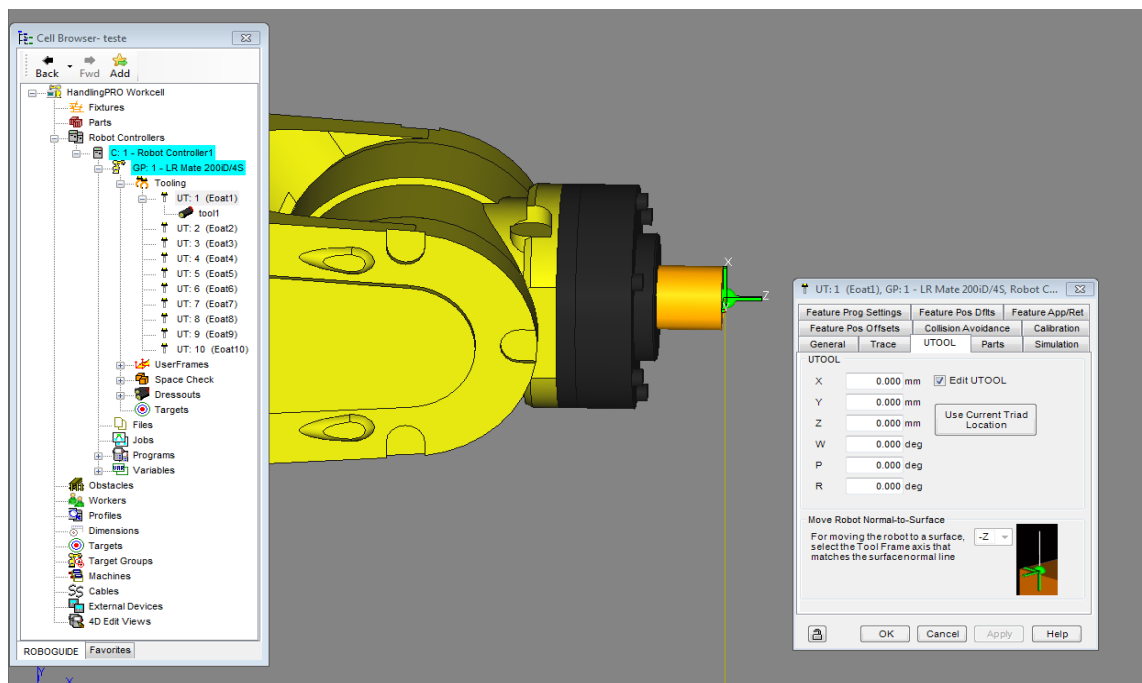 Cell Browser- teste
Back Fwd Add
HandlingPRO Workcell
Fixtures
Parts
Robot Controllers
C: 1 - Robot Controller1
GP: 1 - LR Mate 200iD/4S
Tooling
UT: 1 (Eoat1)
tool1
UT: 2 (Eoat2)
UT: 3 (Eoat3)
UT: 4 (Eoat4)
UT: 5 (Eoat5)
UT: 6 (Eoat6)
UT: 7 (Eoat7)
UT: 8 (Eoat8)
UT: 9 (Eoat9)
UT: 10 (Eoat10)
UserFrames
Space Check
Dressouts
Targets
Files
Jobs
Programs
Variables
Obstacles
Workers
Profiles
Dimensions
Targets
Target Groups
Machines
Cables
External Devices
4D Edit Views
ROBOGUIDE Favorites
Y
X
X
Z
UT: 1 (Eoat1), GP: 1 - LR Mate 200iD/4S, Robot C...
Feature Prog Settings Feature Pos Dflts Feature App/Ret
Feature Pos Offsets Collision Avoidance Calibration
General Trace UTOOL Parts Simulation
UTOOL
X 0.000 mm Edit UTOOL
Y 0.000 mm
Z 0.000 mm
Use Current Triad
Location
W 0.000 deg
P 0.000 deg
R 0.000 deg
Move Robot Normal-to-Surface
For moving the robot to a surface, -Z
select the Tool Frame axis that
matches the surface normal line
OK Cancel Apply Help